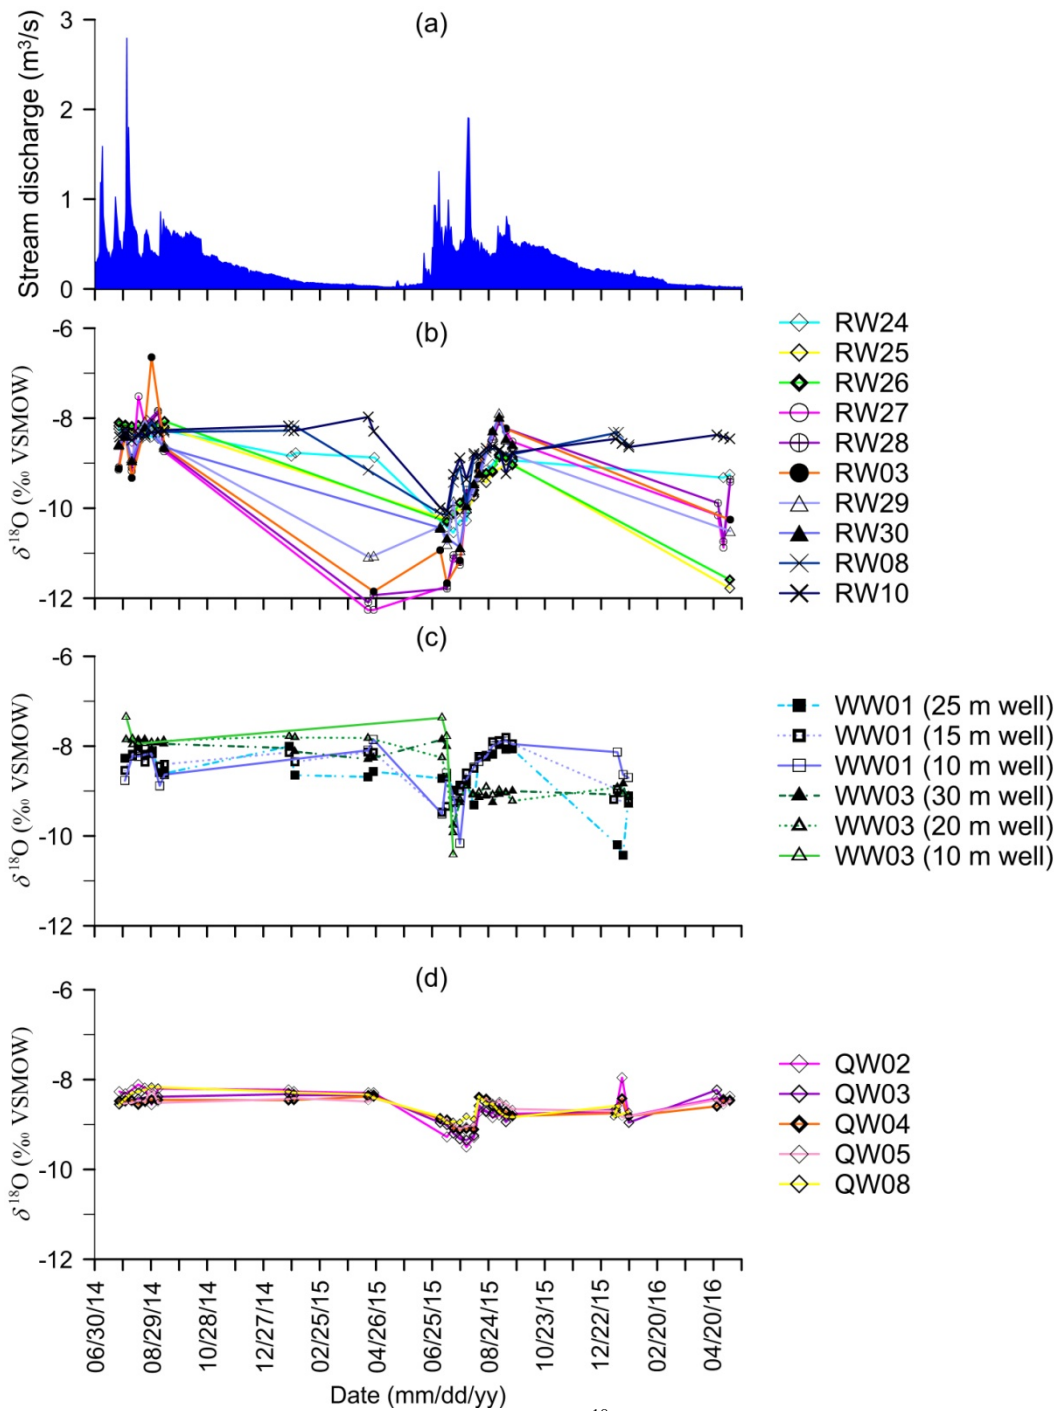 (a)
Stream discharge (m³/s)
3
2
1
0
(b)
δ¹⁸O (‰ VSMOW)
-6
-8
-10
-12
RW24
RW25
RW26
RW27
RW28
RW03
RW29
RW30
RW08
RW10
(c)
δ¹⁸O (‰ VSMOW)
-6
-8
-10
-12
WW01 (25 m well)
WW01 (15 m well)
WW01 (10 m well)
WW03 (30 m well)
WW03 (20 m well)
WW03 (10 m well)
(d)
δ¹⁸O (‰ VSMOW)
-6
-8
-10
-12
QW02
QW03
QW04
QW05
QW08
06/30/14
08/29/14
10/28/14
12/27/14
02/25/15
04/26/15
06/25/15
08/24/15
10/23/15
12/22/15
02/20/16
04/20/16
Date (mm/dd/yy)